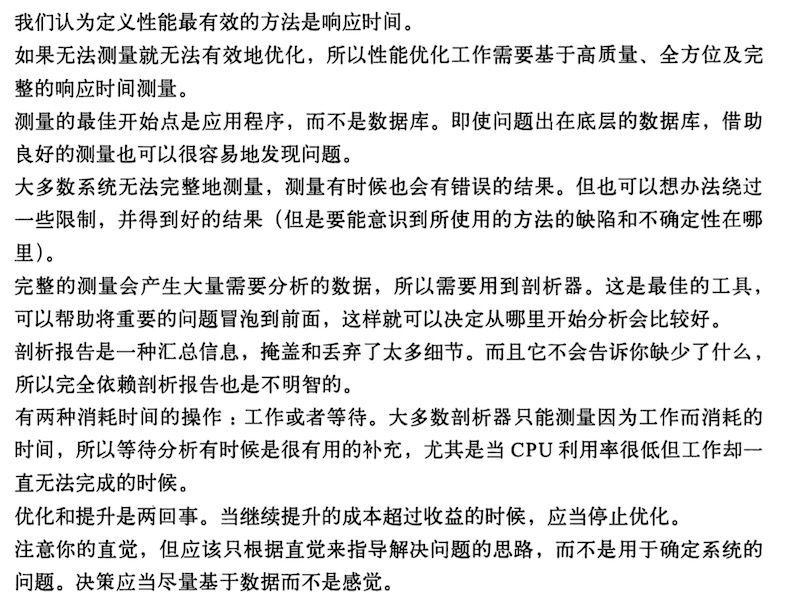 我们认为定义性能最有效的方法是响应时间。
如果无法测量就无法有效地优化，所以性能优化工作需要基于高质量、全方位及完
整的响应时间测量。
测量的最佳开始点是应用程序，而不是数据库。即使问题出在底层的数据库，借助
良好的测量也可以很容易地发现问题。
大多数系统无法完整地测量，测量有时候也会有错误的结果。但也可以想办法绕过
一些限制，并得到好的结果（但是要能意识到所使用的方法的缺陷和不确定性在哪
里）。
完整的测量会产生大量需要分析的数据，所以需要用到剖析器。这是最佳的工具，
可以帮助将重要的问题冒泡到前面，这样就可以决定从哪里开始分析会比较好。
剖析报告是一种汇总信息，掩盖和丢弃了太多细节。而且它不会告诉你缺少了什么，
所以完全依赖剖析报告也是不明智的。
有两种消耗时间的操作：工作或者等待。大多数剖析器只能测量因为工作而消耗的
时间，所以等待分析有时候是很有用的补充，尤其是当 CPU 利用率很低但工作却一
直无法完成的时候。
优化和提升是两回事。当继续提升的成本超过收益的时候，应当停止优化。
注意你的直觉，但应该只根据直觉来指导解决问题的思路，而不是用于确定系统的
问题。决策应当尽量基于数据而不是感觉。